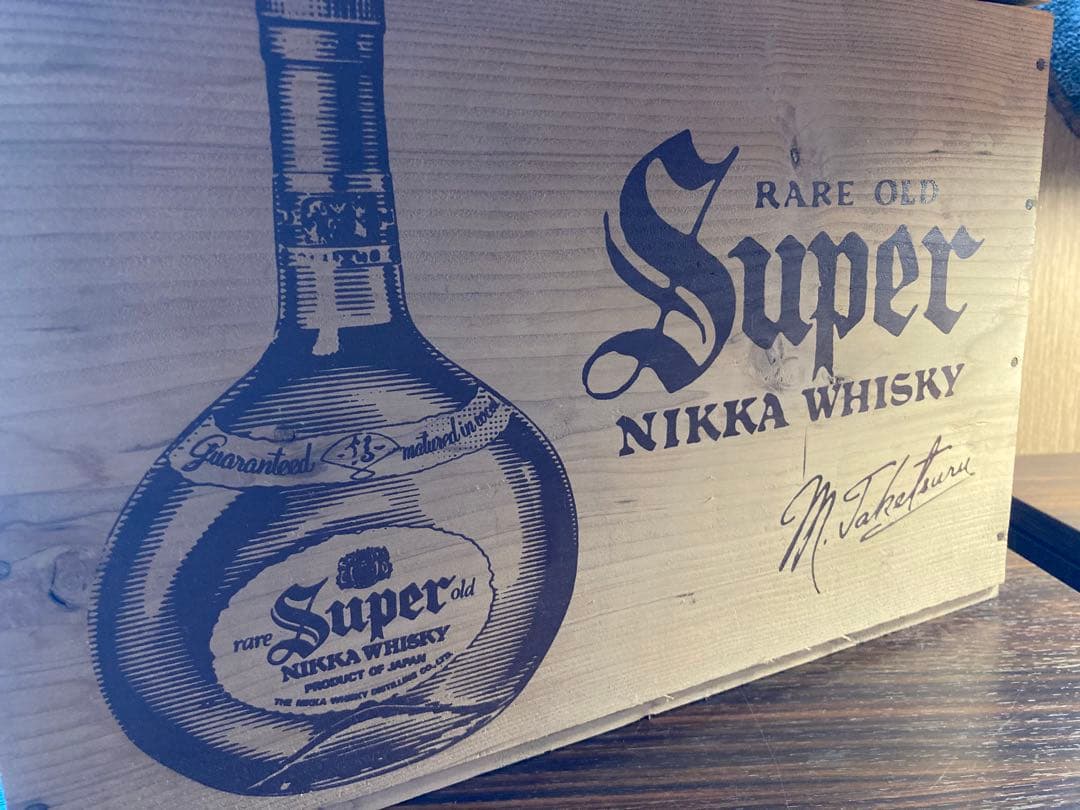 Guaranteed matured in
rare Super old
NIKKA WHISKY
PRODUCT OF JAPAN
THE NIKKA WHISKY DISTILLING CO., LTD.
RARE OLD
Super
NIKKA WHISKY
M. Taketsuru